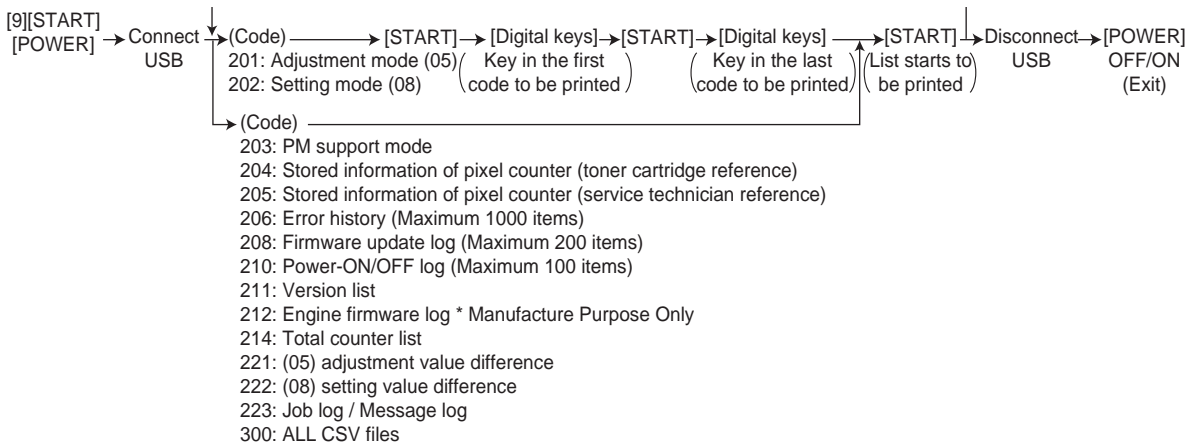 [9][START]
[POWER]
Connect
USB
(Code)
201: Adjustment mode (05)
202: Setting mode (08)
[START]
[Digital keys]
(Key in the first
code to be printed)
[START]
[Digital keys]
(Key in the last
code to be printed)
[START]
(List starts to
be printed)
Disconnect
USB
[POWER]
OFF/ON
(Exit)
(Code)
203: PM support mode
204: Stored information of pixel counter (toner cartridge reference)
205: Stored information of pixel counter (service technician reference)
206: Error history (Maximum 1000 items)
208: Firmware update log (Maximum 200 items)
210: Power-ON/OFF log (Maximum 100 items)
211: Version list
212: Engine firmware log * Manufacture Purpose Only
214: Total counter list
221: (05) adjustment value difference
222: (08) setting value difference
223: Job log / Message log
300: ALL CSV files